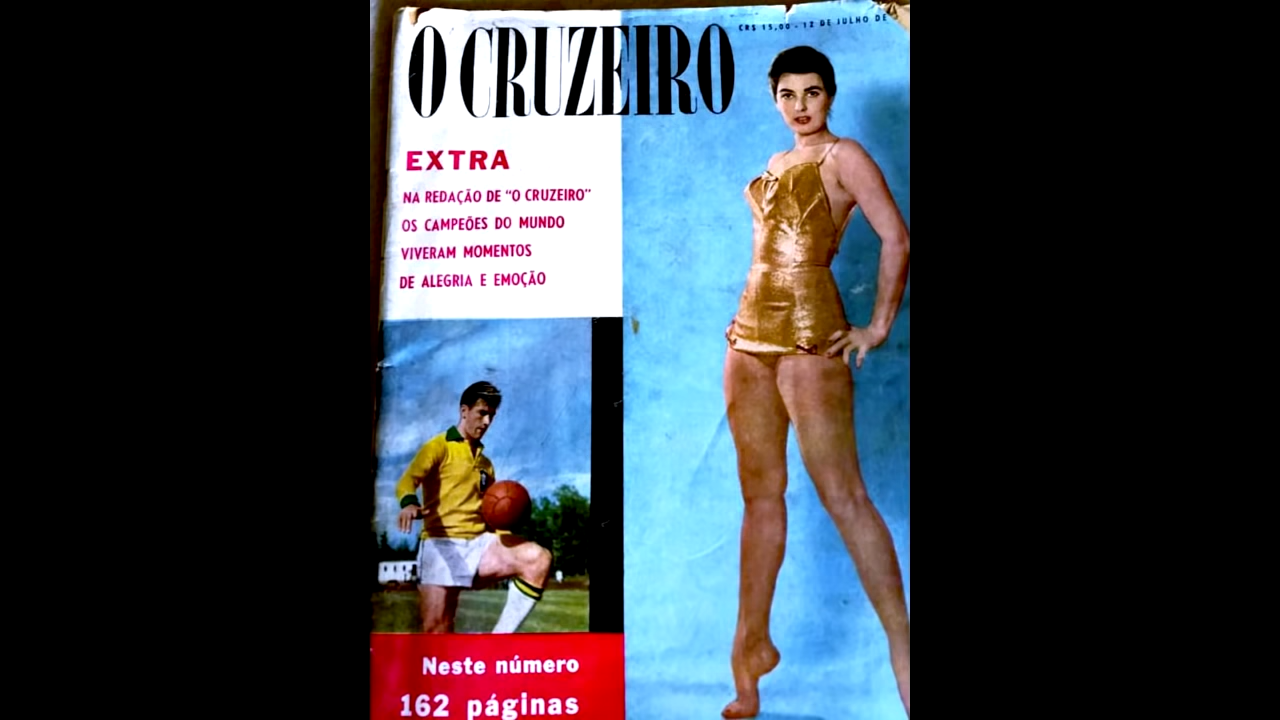 O CRUZEIRO
CR$ 15,00 - 12 DE JULHO DE
EXTRA
NA REDAÇÃO DE "O CRUZEIRO"
OS CAMPEÕES DO MUNDO
VIVERAM MOMENTOS
DE ALEGRIA E EMOÇÃO
Neste número
162 páginas